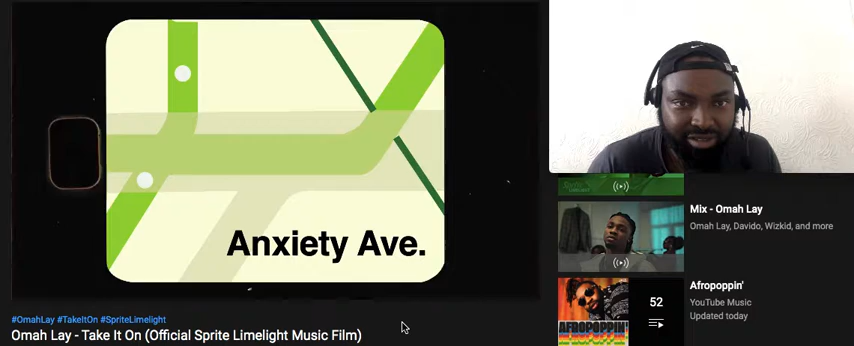 Anxiety Ave.
#OmahLay #TakeItOn #SpriteLimelight
Omah Lay - Take It On (Official Sprite Limelight Music Film)
Mix - Omah Lay
Omah Lay, Davido, Wizkid, and more
AFROPOPPIN'
52
Afropoppin'
YouTube Music
Updated today